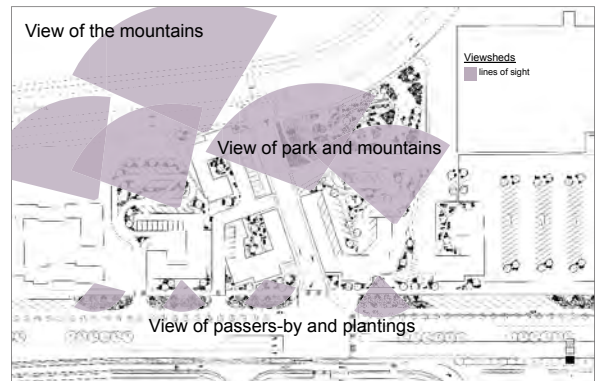 View of the mountains
Viewsheds
lines of sight
View of park and mountains
View of passers-by and plantings